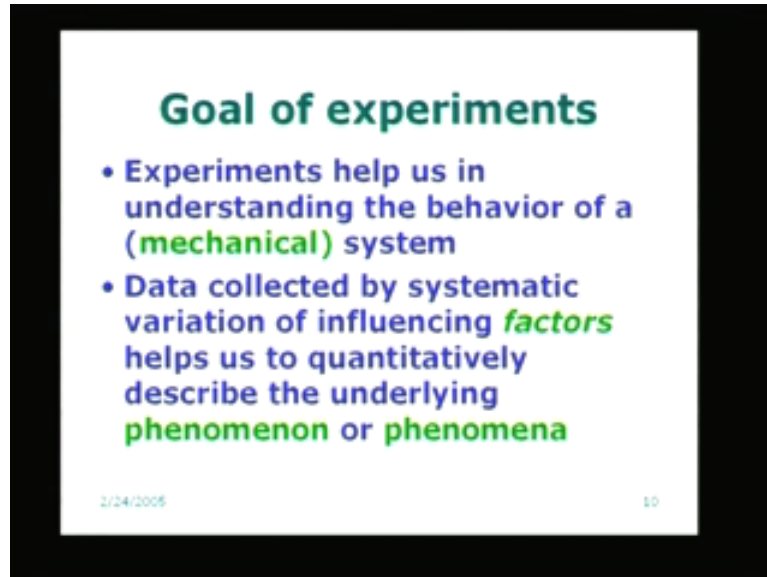 Goal of experiments
• Experiments help us in
understanding the behavior of a
(mechanical) system
• Data collected by systematic
variation of influencing factors
helps us to quantitatively
describe the underlying
phenomenon or phenomena
2/24/2005
10